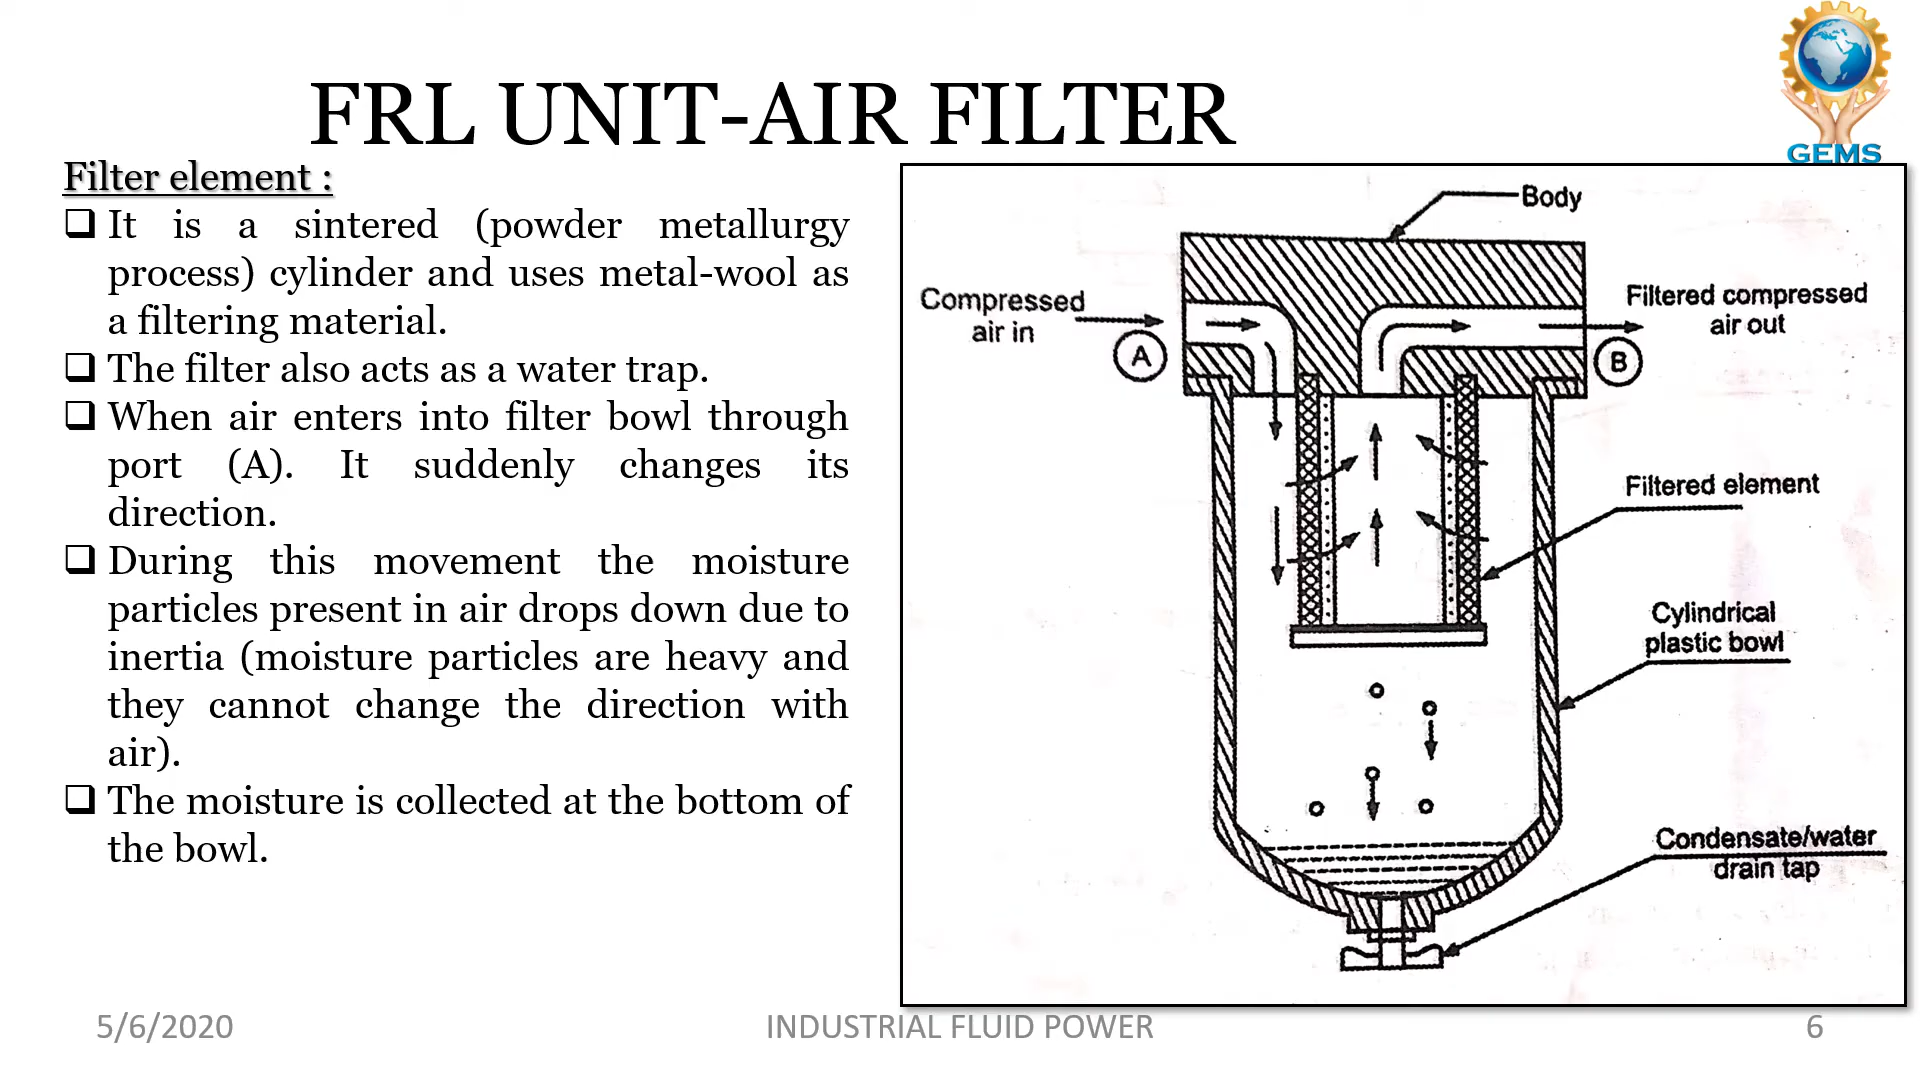 FRL UNIT-AIR FILTER
GEMS
Filter element :
It is a sintered (powder metallurgy
process) cylinder and uses metal-wool as
a filtering material.
The filter also acts as a water trap.
When air enters into filter bowl through
port (A). It suddenly changes its
direction.
During this movement the moisture
particles present in air drops down due to
inertia (moisture particles are heavy and
they cannot change the direction with
air).
The moisture is collected at the bottom of
the bowl.
Body
Compressed
air in
A
Filtered compressed
air out
B
Filtered element
Cylindrical
plastic bowl
Condensate/water
drain tap
5/6/2020
INDUSTRIAL FLUID POWER
6